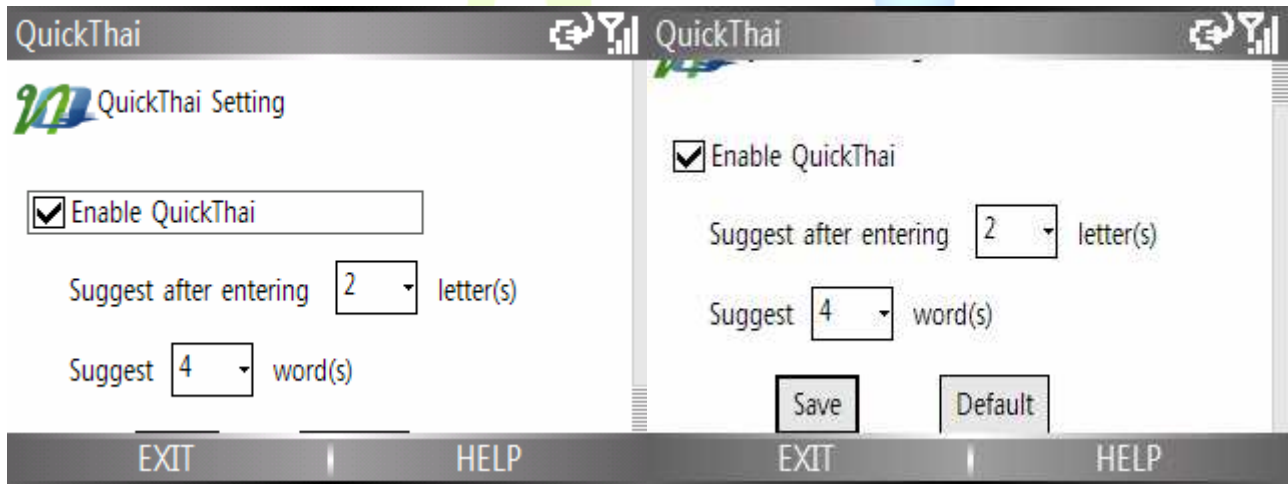 QuickThai
QuickThai Setting
Enable QuickThai
Suggest after entering 2 letter(s)
Suggest 4 word(s)
EXIT HELP
QuickThai
Enable QuickThai
Suggest after entering 2 letter(s)
Suggest 4 word(s)
Save Default
EXIT HELP